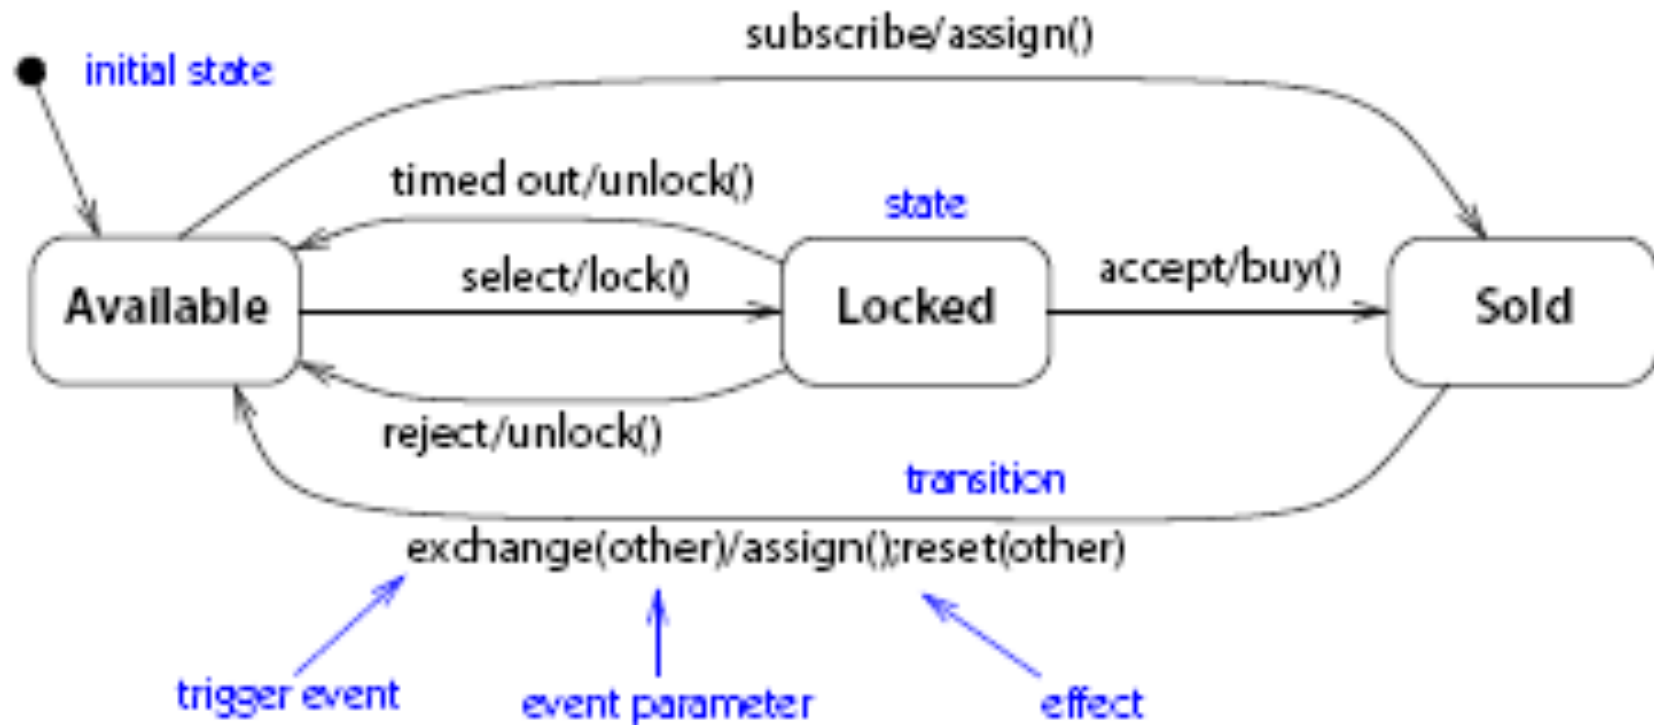 subscribe/assign()
initial state
timed out/unlock()
state
select/lock()
accept/buy()
Available
Locked
Sold
reject/unlock()
transition
exchange(other)/assign();reset(other)
trigger event
event parameter
effect